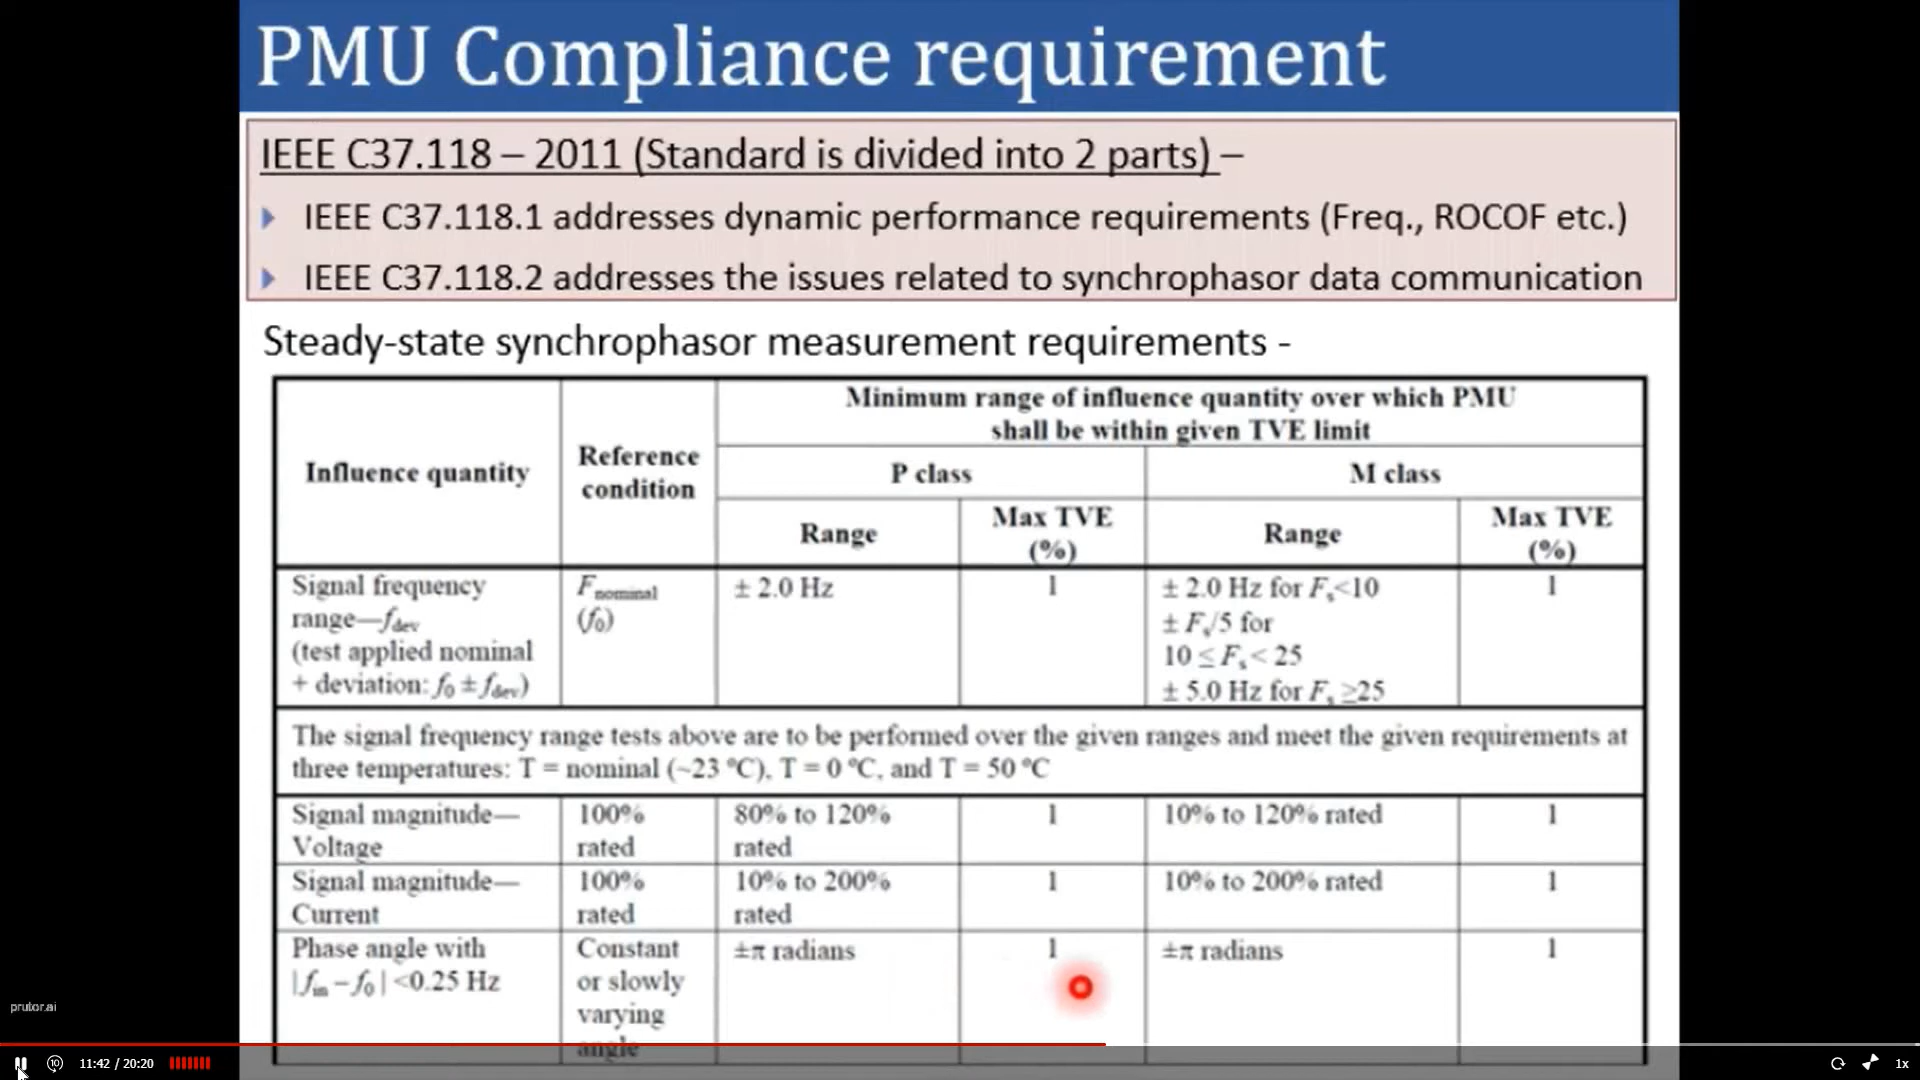 PMU Compliance requirement
IEEE C37.118 – 2011 (Standard is divided into 2 parts) –
IEEE C37.118.1 addresses dynamic performance requirements (Freq., ROCOF etc.)
IEEE C37.118.2 addresses the issues related to synchrophasor data communication
Steady-state synchrophasor measurement requirements -
Influence quantity
Reference
condition
Minimum range of influence quantity over which PMU
shall be within given TVE limit
P class
M class
Range
Max TVE
(%)
Range
Max TVE
(%)
Signal frequency
range—fdev
(test applied nominal
+ deviation: f0 ± fdev)
Fnominal
(f0)
± 2.0 Hz
1
± 2.0 Hz for Fs<10
± Fs/5 for
10 ≤ Fs < 25
± 5.0 Hz for Fs ≥25
1
The signal frequency range tests above are to be performed over the given ranges and meet the given requirements at
three temperatures: T = nominal (~23 ºC), T = 0 ºC, and T = 50 ºC
Signal magnitude—
Voltage
100%
rated
80% to 120%
rated
1
10% to 120% rated
1
Signal magnitude—
Current
100%
rated
10% to 200%
rated
1
10% to 200% rated
1
Phase angle with
|fin – f0| <0.25 Hz
Constant
or slowly
varying
angle
±π radians
1
±π radians
1
prutor.ai
10
11:42 / 20:20
1x